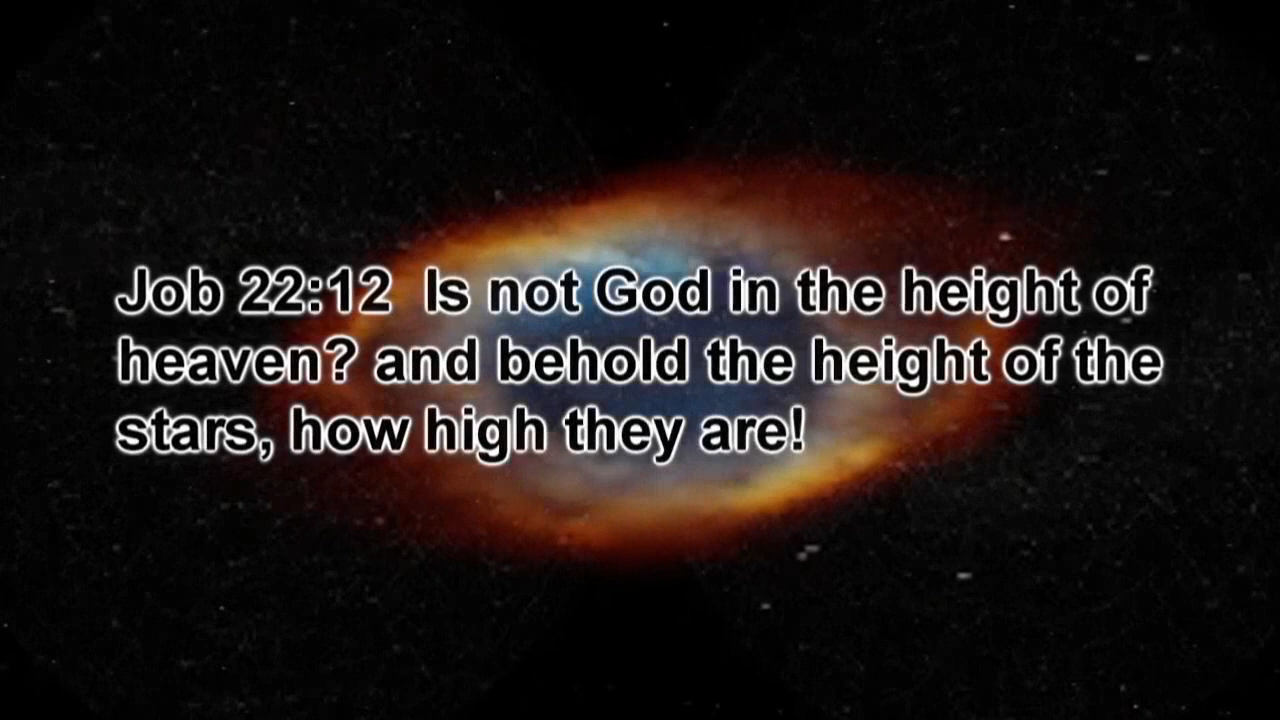 Job 22:12  Is not God in the height of
heaven? and behold the height of the
stars, how high they are!